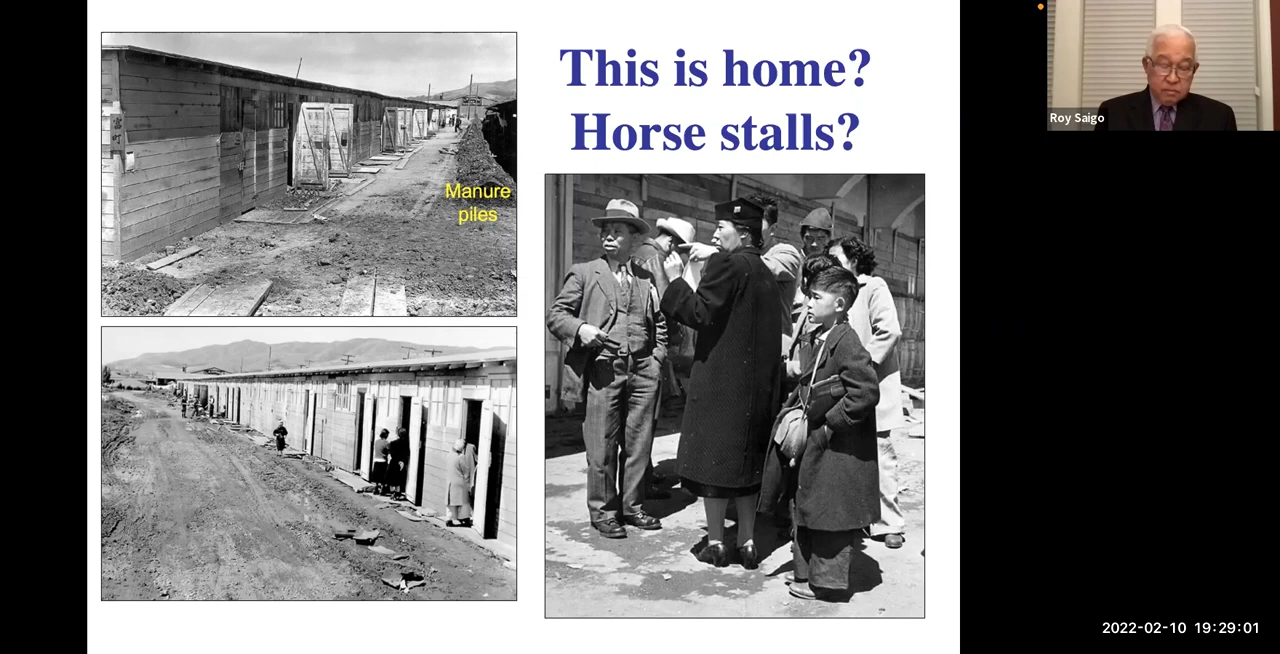 This is home?
Horse stalls?
Manure
piles
Roy Saigo
2022-02-10 19:29:01